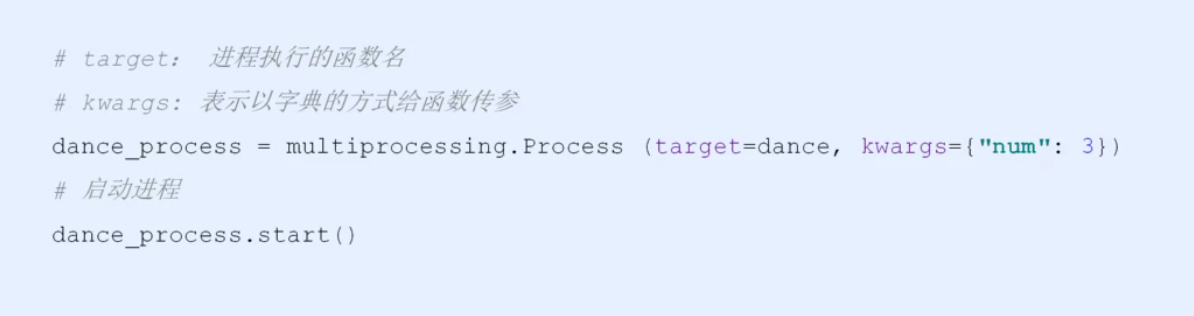 # target： 进程执行的函数名
# kwargs: 表示以字典的方式给函数传参
dance_process = multiprocessing.Process (target=dance, kwargs={"num": 3})
# 启动进程
dance_process.start()